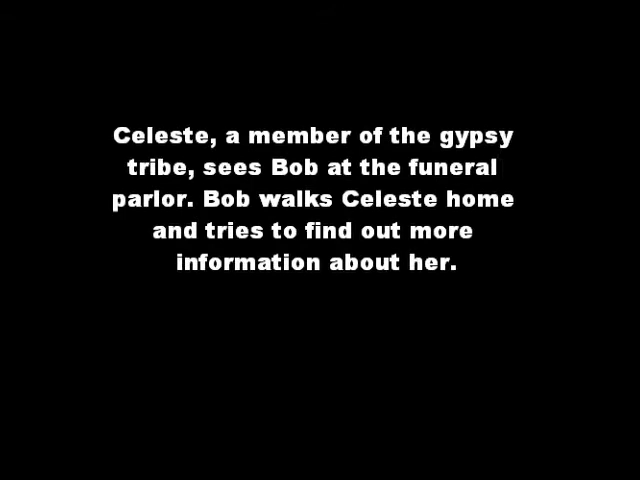 Celeste, a member of the gypsy
tribe, sees Bob at the funeral
parlor. Bob walks Celeste home
and tries to find out more
information about her.